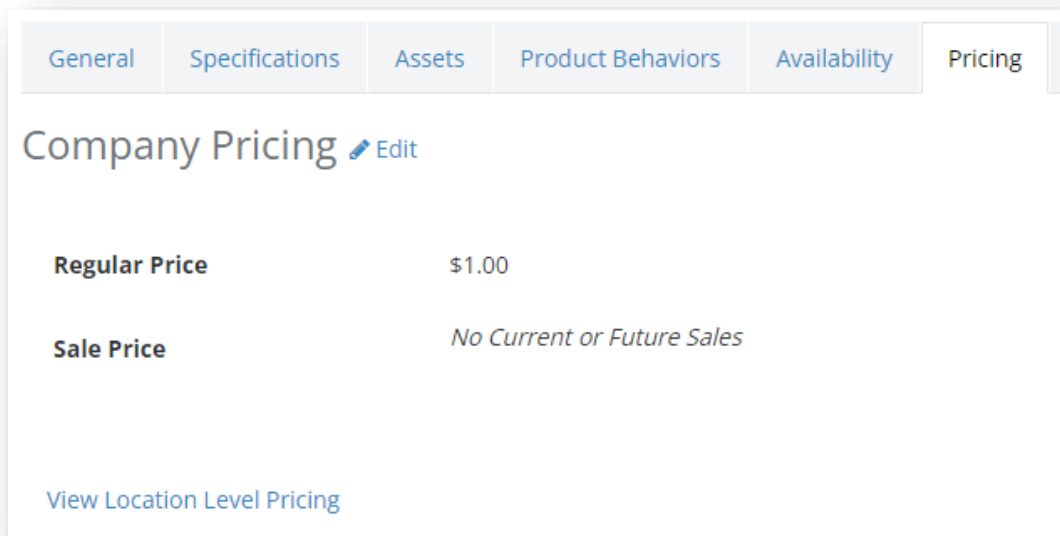 General Specifications Assets Product Behaviors Availability Pricing
Company Pricing Edit
Regular Price $1.00
Sale Price No Current or Future Sales
View Location Level Pricing